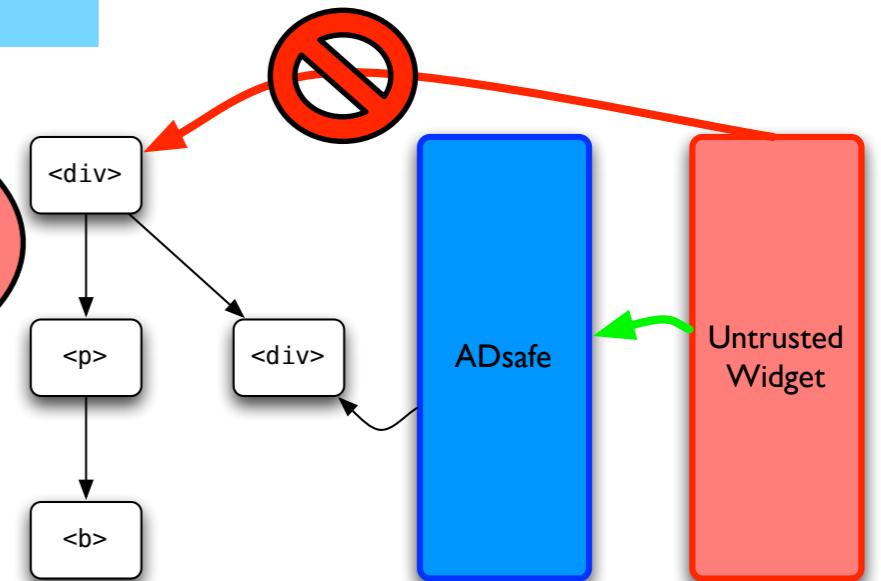 <div>
<p>
<div>
ADsafe
Untrusted
Widget
<b>